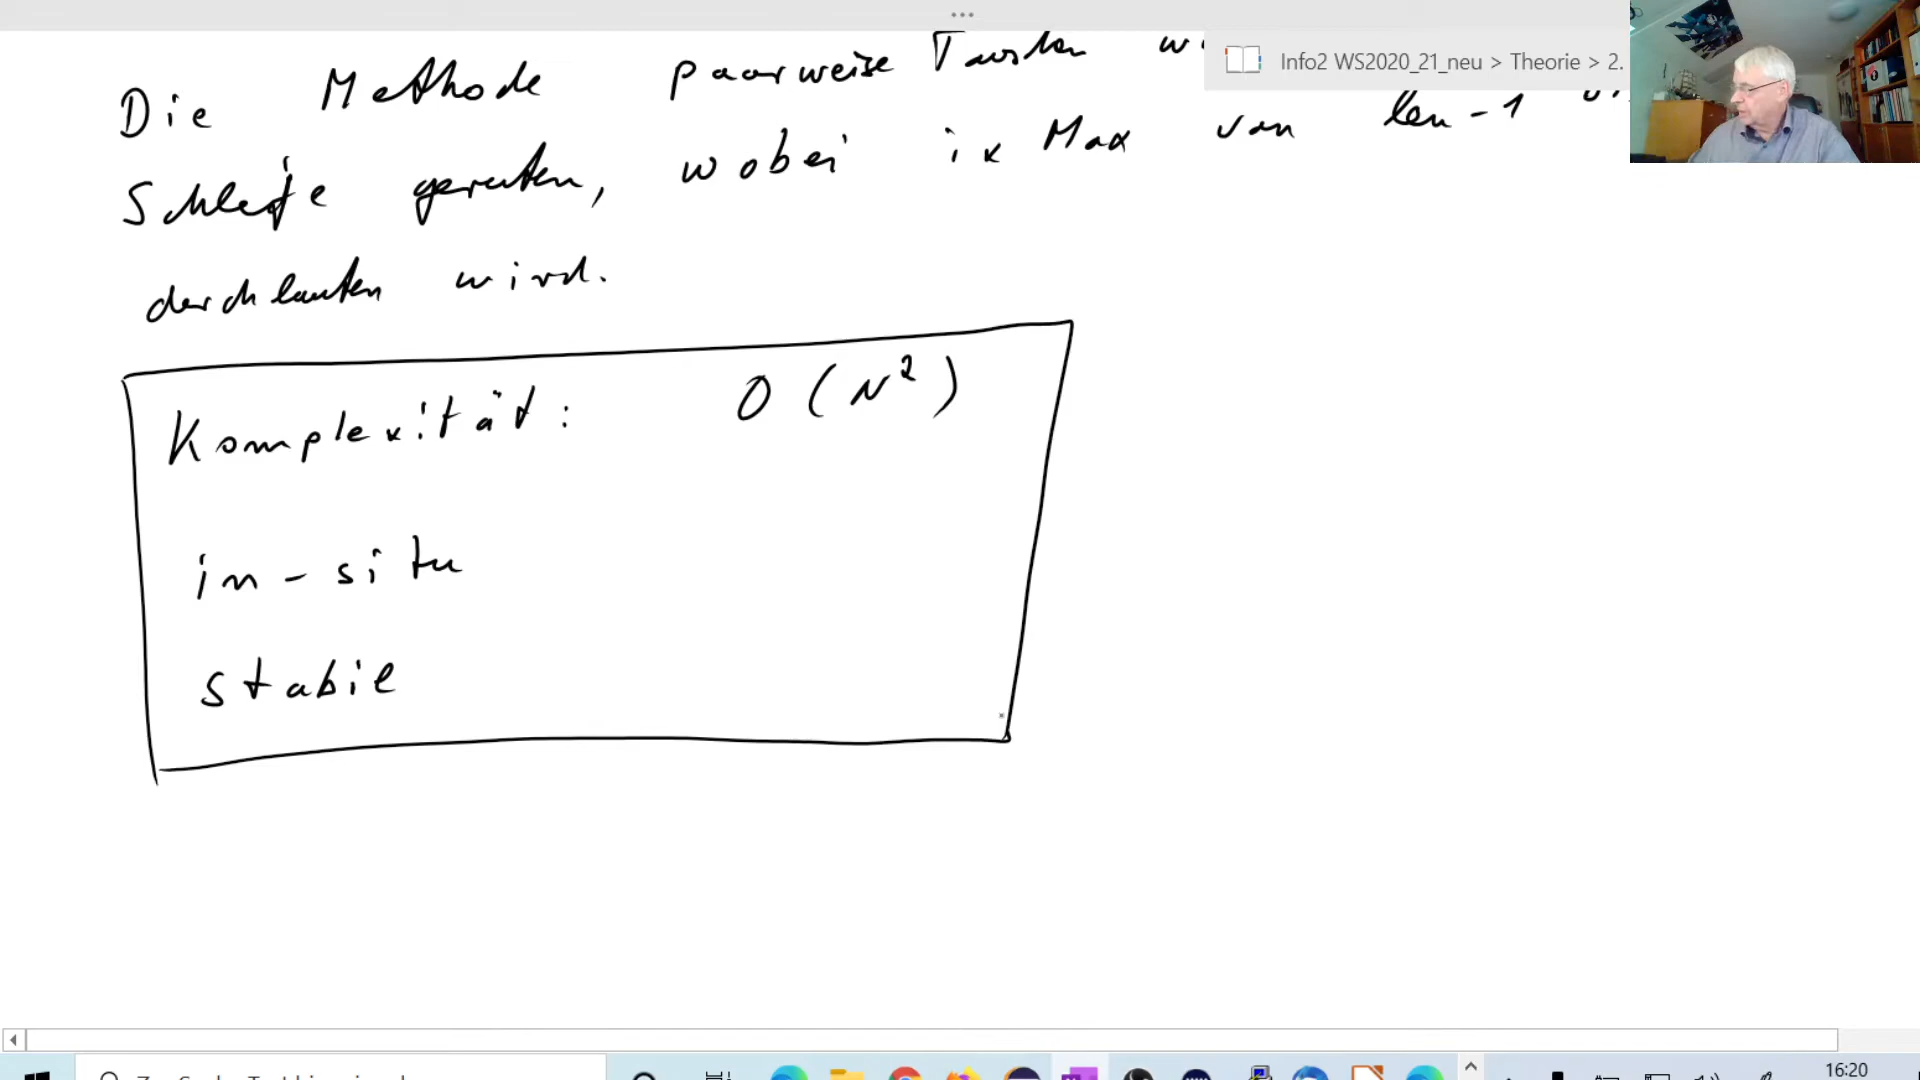 Die Methode paarweise Tauschen
Info2 WS2020_21_neu > Theorie > 2.
Schleife gerufen, wobei ix Max von len-1
durchlaufen wird.
Komplexität: O(N²)
in-situ
stabil
16:20